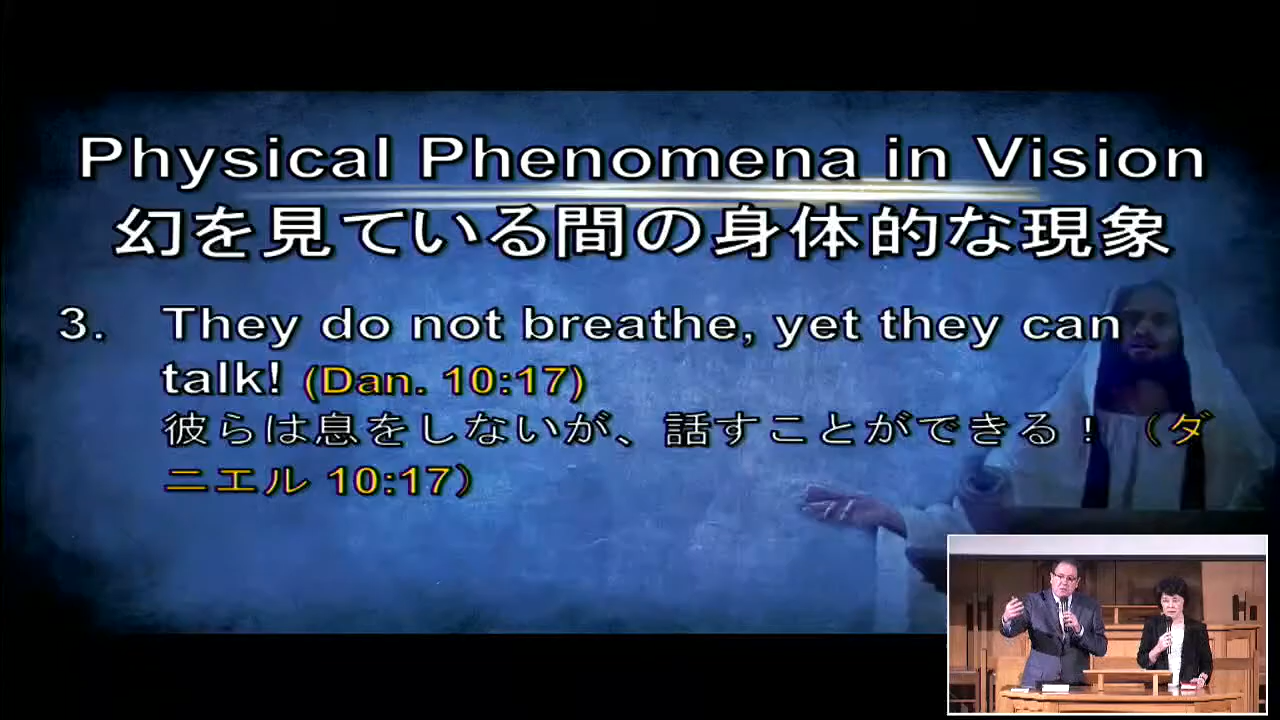 Physical Phenomena in Vision
幻を見ている間の身体的な現象
3. They do not breathe, yet they can
talk! (Dan. 10:17)
彼らは息をしないが、話すことができる！（ダ
ニエル 10:17）